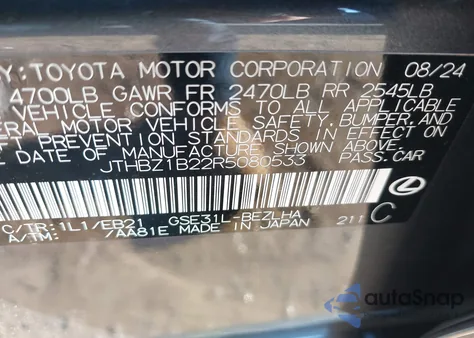 Y:TOYOTA MOTOR CORPORATION 08/24
4700LB GAWR FR 2470LB RR 2545LB
VEHICLE CONFORMS TO ALL APPLICABLE
ERAL MOTOR VEHICLE SAFETY, BUMPER, AND
FT PREVENTION STANDARDS IN EFFECT ON
E DATE OF MANUFACTURE SHOWN ABOVE.
JTHBZ1B22R5080533 PASS.CAR
C/TR:1L1/EB21 GSE31L-BEZLHA 211
A/TM: /AA81E MADE IN JAPAN C
autoSnap